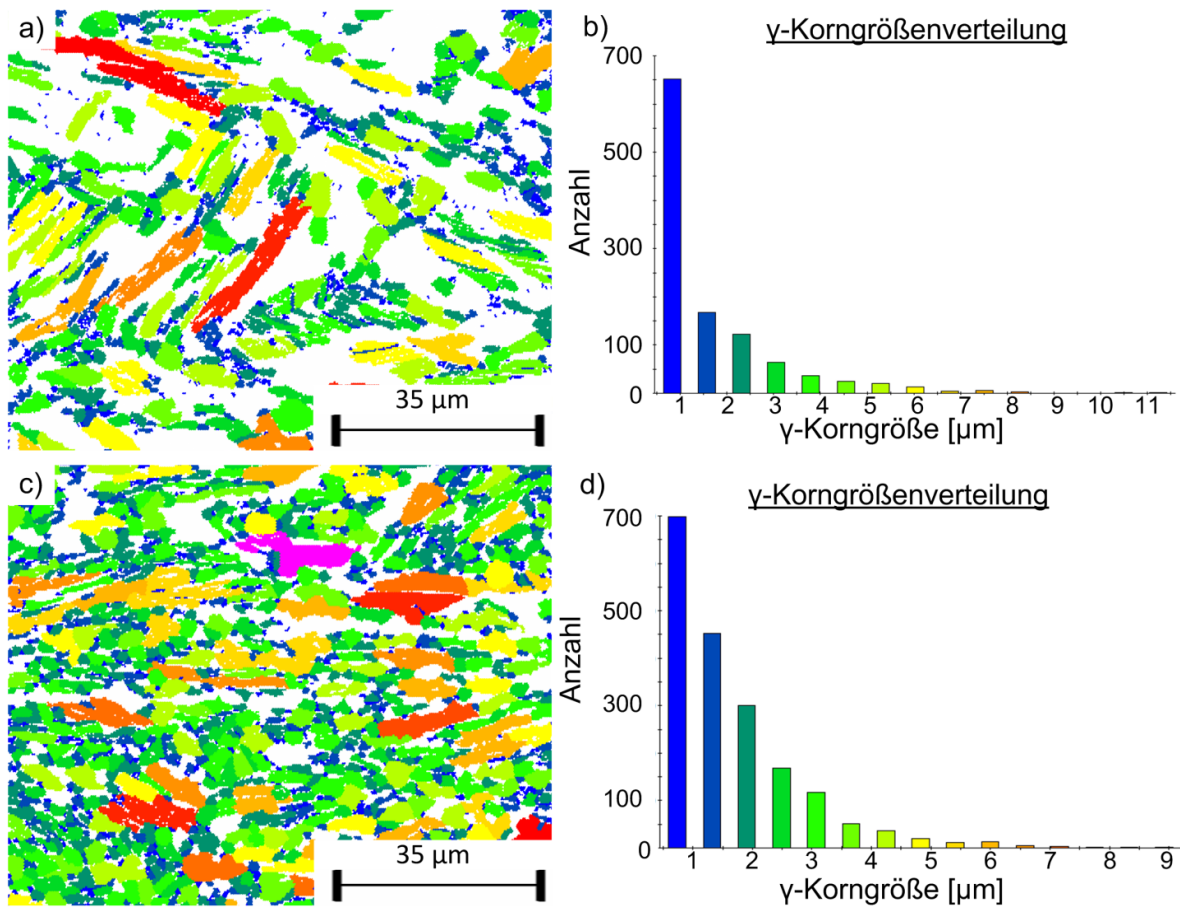 a)
35 µm
b)
γ-Korngrößenverteilung
700
500
300
100
0
Anzahl
1 2 3 4 5 6 7 8 9 10 11
γ-Korngröße [µm]
c)
35 µm
d)
γ-Korngrößenverteilung
700
500
300
100
0
Anzahl
1 2 3 4 5 6 7 8 9
γ-Korngröße [µm]